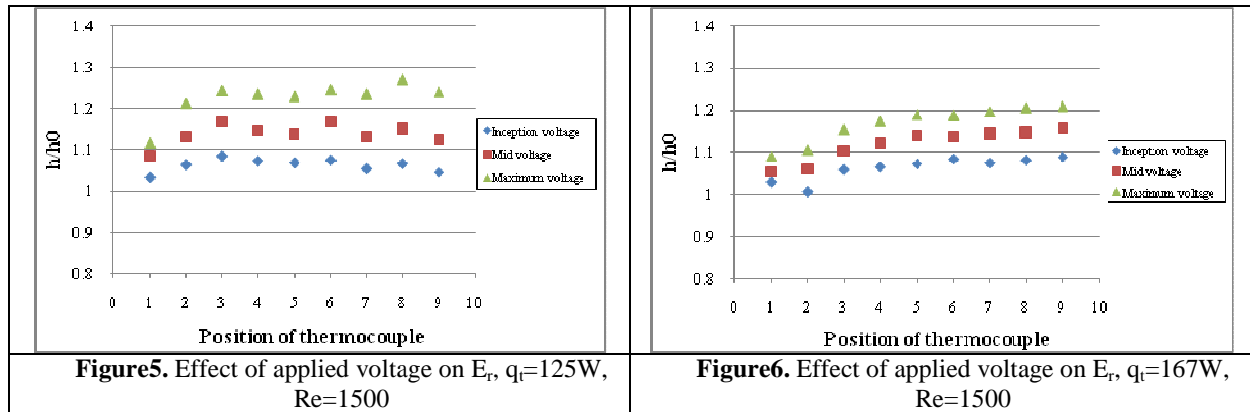 1.4
1.3
1.2
1.1
1
0.9
0.8
h/h0
0 1 2 3 4 5 6 7 8 9 10
Position of thermocouple
Inception voltage
Mid voltage
Maximum voltage
Figure5. Effect of applied voltage on Er, qt=125W,
Re=1500
1.4
1.3
1.2
1.1
1
0.9
0.8
h/h0
0 1 2 3 4 5 6 7 8 9 10
Position of thermocouple
Inception voltage
Mid voltage
Maximum voltage
Figure6. Effect of applied voltage on Er, qt=167W,
Re=1500